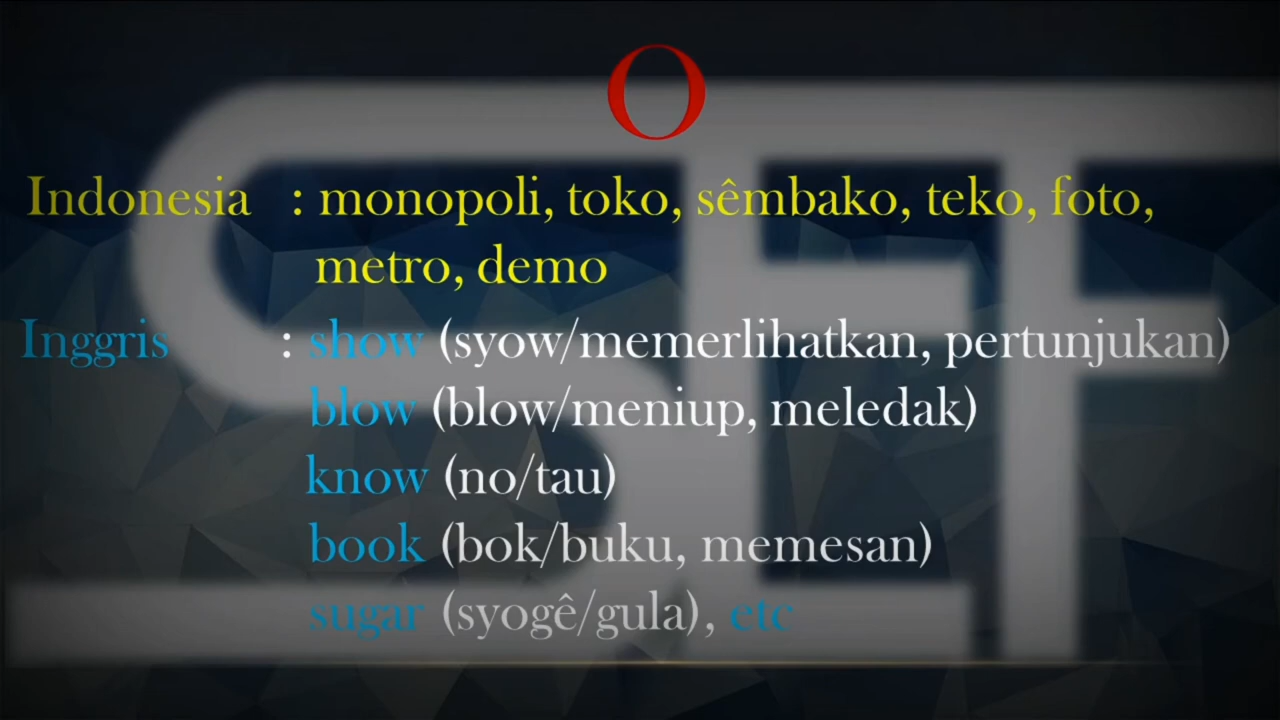 O
Indonesia : monopoli, toko, sêmbako, teko, foto,
metro, demo
Inggris : show (syow/memerlihatkan, pertunjukan)
blow (blow/meniup, meledak)
know (no/tau)
book (bok/buku, memesan)
sugar (syogê/gula), etc